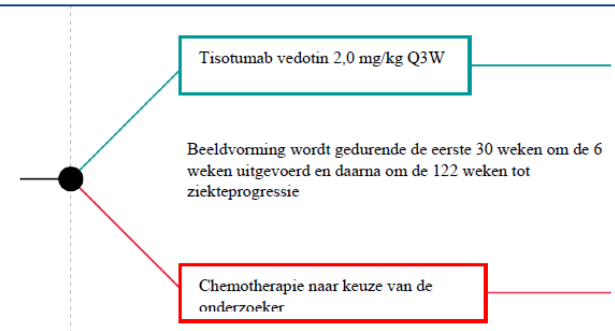 Tisotumab vedotin 2,0 mg/kg Q3W
Beeldvorming wordt gedurende de eerste 30 weken om de 6
weken uitgevoerd en daarna om de 122 weken tot
ziekteprogressie
Chemotherapie naar keuze van de
onderzoeker